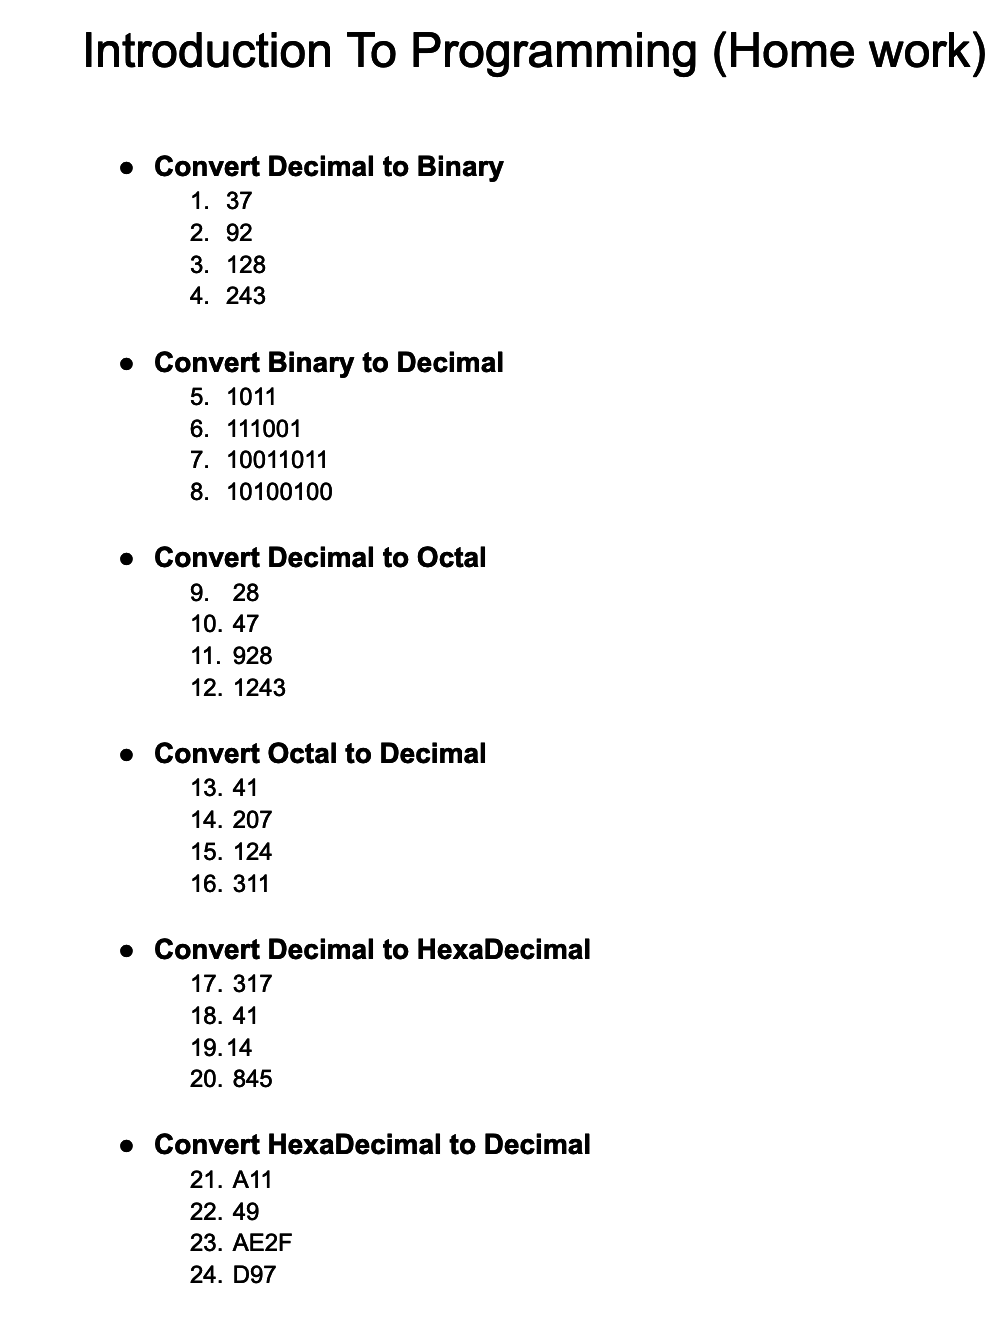 Introduction To Programming (Home work)
● Convert Decimal to Binary
1. 37
2. 92
3. 128
4. 243
● Convert Binary to Decimal
5. 1011
6. 111001
7. 10011011
8. 10100100
● Convert Decimal to Octal
9. 28
10. 47
11. 928
12. 1243
● Convert Octal to Decimal
13. 41
14. 207
15. 124
16. 311
● Convert Decimal to HexaDecimal
17. 317
18. 41
19. 14
20. 845
● Convert HexaDecimal to Decimal
21. A11
22. 49
23. AE2F
24. D97